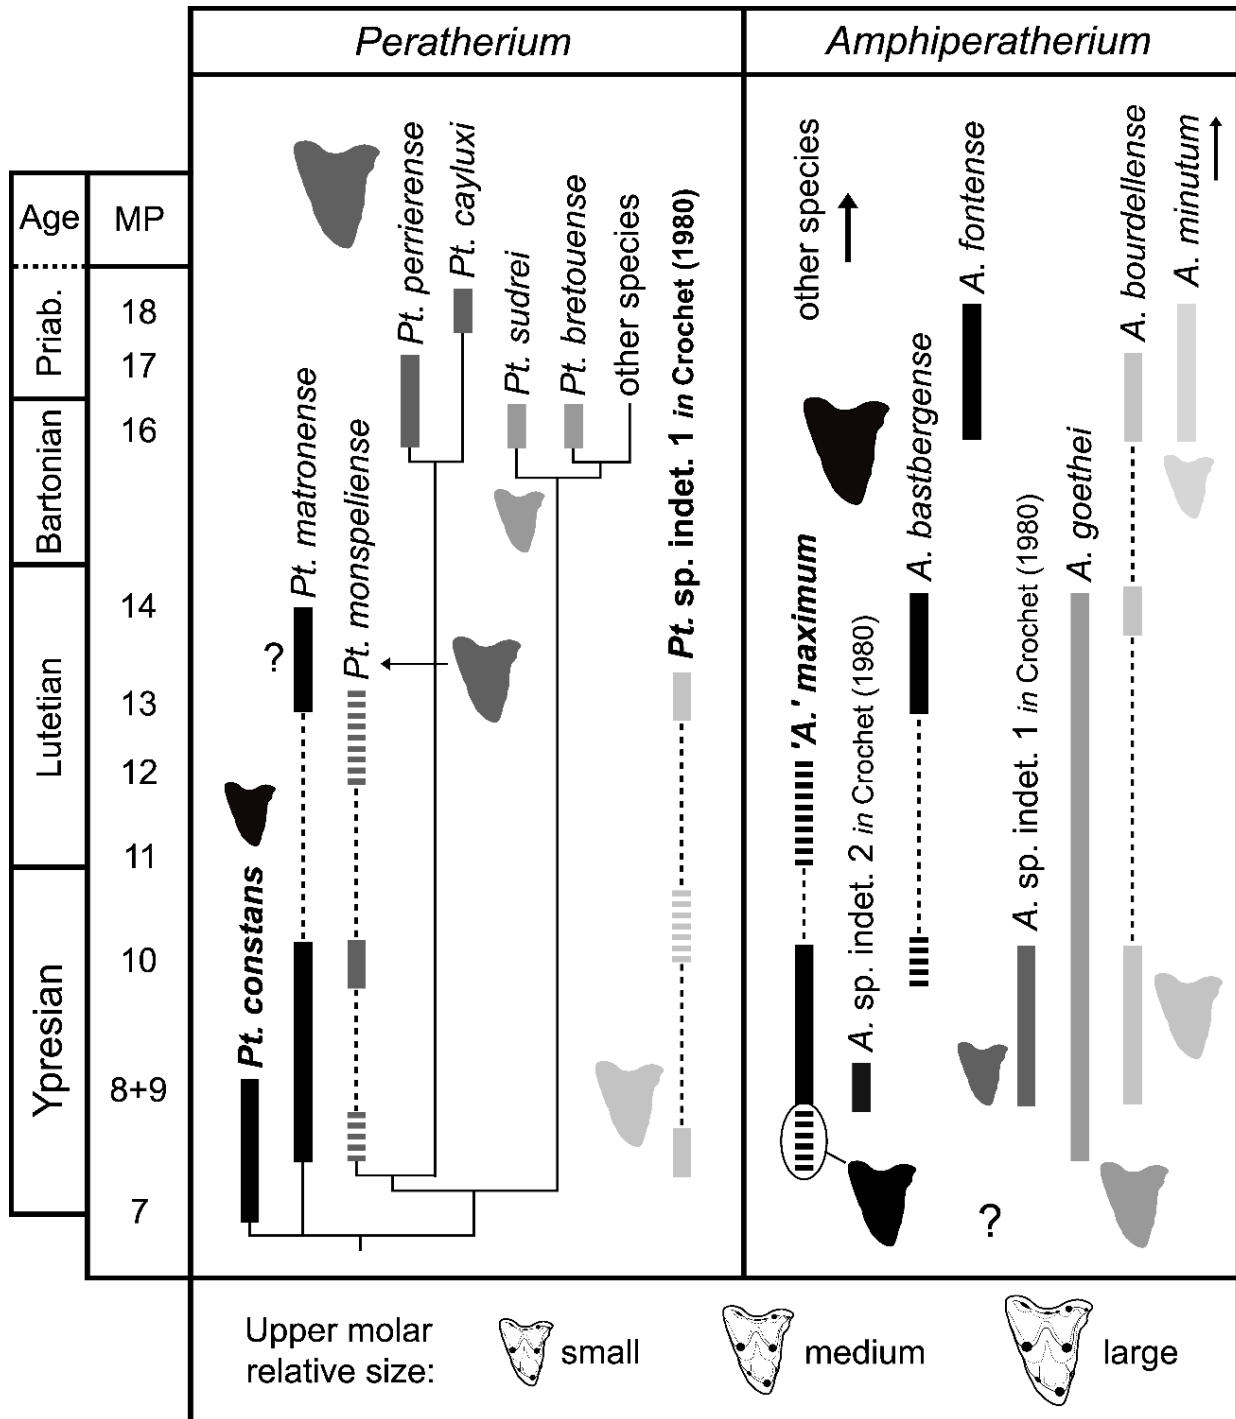 Peratherium
Amphiperatherium
Age
MP
Priab.
Bartonian
Lutetian
Ypresian
18
17
16
14
13
12
11
10
8+9
7
Pt. constans
Pt. matronense
?
Pt. monspeliense
Pt. perrierense
Pt. cayluxi
Pt. sudrei
Pt. bretouense
other species
Pt. sp. indet. 1 in Crochet (1980)
'A.' maximum
other species
A. sp. indet. 2 in Crochet (1980)
A. bastbergense
A. fontense
A. sp. indet. 1 in Crochet (1980)
A. goethei
A. bourdellense
A. minutum
?
Upper molar
relative size:
small
medium
large